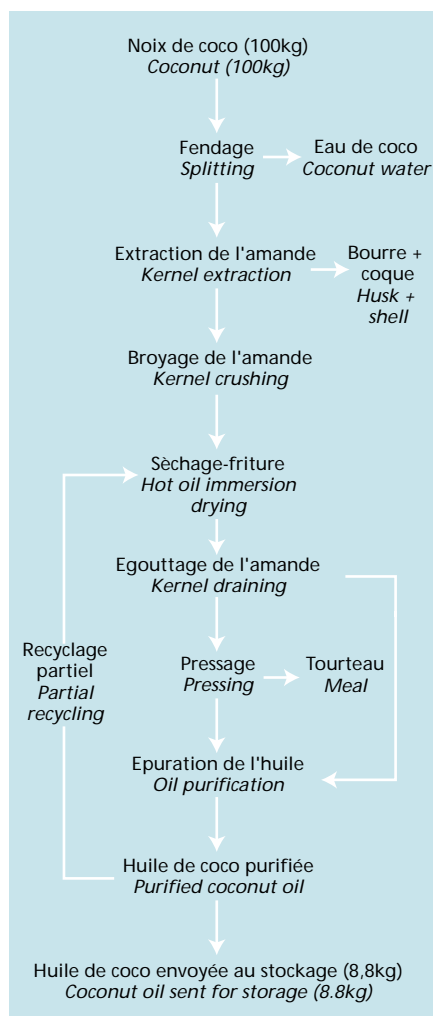 Noix de coco (100kg)
Coconut (100kg)
Fendage
Splitting
Eau de coco
Coconut water
Extraction de l'amande
Kernel extraction
Bourre +
coque
Husk +
shell
Broyage de l'amande
Kernel crushing
Sèchage-friture
Hot oil immersion
drying
Egouttage de l'amande
Kernel draining
Recyclage
partiel
Partial
recycling
Pressage
Pressing
Tourteau
Meal
Epuration de l'huile
Oil purification
Huile de coco purifiée
Purified coconut oil
Huile de coco envoyée au stockage (8,8kg)
Coconut oil sent for storage (8.8kg)